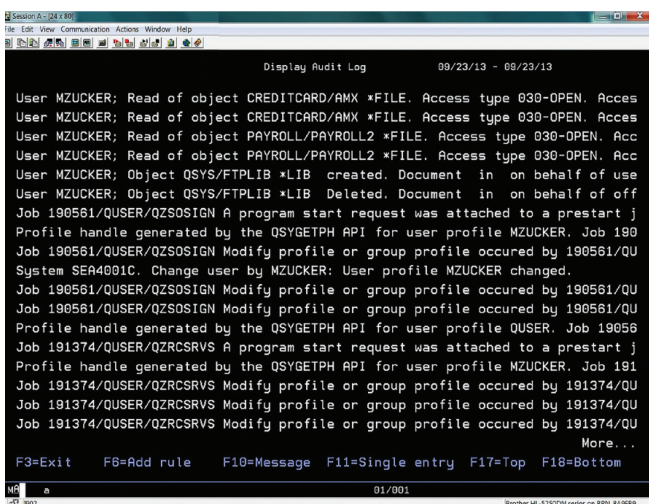 Session A - [24 x 80]
File Edit View Communication Actions Window Help
Display Audit Log 09/23/13 - 09/23/13
User MZUCKER; Read of object CREDITCARD/AMX *FILE. Access type 030-OPEN. Acces
User MZUCKER; Read of object CREDITCARD/AMX *FILE. Access type 030-OPEN. Acces
User MZUCKER; Read of object PAYROLL/PAYROLL2 *FILE. Access type 030-OPEN. Acc
User MZUCKER; Read of object PAYROLL/PAYROLL2 *FILE. Access type 030-OPEN. Acc
User MZUCKER; Object QSYS/FTPLIB *LIB created. Document in on behalf of use
User MZUCKER; Object QSYS/FTPLIB *LIB Deleted. Document in on behalf of off
Job 190561/QUSER/QZSOSIGN A program start request was attached to a prestart j
Profile handle generated by the QSYGETPH API for user profile MZUCKER. Job 190
Job 190561/QUSER/QZSOSIGN Modify profile or group profile occured by 190561/QU
System SEA4001C. Change user by MZUCKER: User profile MZUCKER changed.
Job 190561/QUSER/QZSOSIGN Modify profile or group profile occured by 190561/QU
Job 190561/QUSER/QZSOSIGN Modify profile or group profile occured by 190561/QU
Profile handle generated by the QSYGETPH API for user profile QUSER. Job 19056
Job 191374/QUSER/QZRCSRVS A program start request was attached to a prestart j
Profile handle generated by the QSYGETPH API for user profile MZUCKER. Job 191
Job 191374/QUSER/QZRCSRVS Modify profile or group profile occured by 191374/QU
Job 191374/QUSER/QZRCSRVS Modify profile or group profile occured by 191374/QU
Job 191374/QUSER/QZRCSRVS Modify profile or group profile occured by 191374/QU
More...
F3=Exit F6=Add rule F10=Message F11=Single entry F17=Top F18=Bottom
MA a 01/001
1902